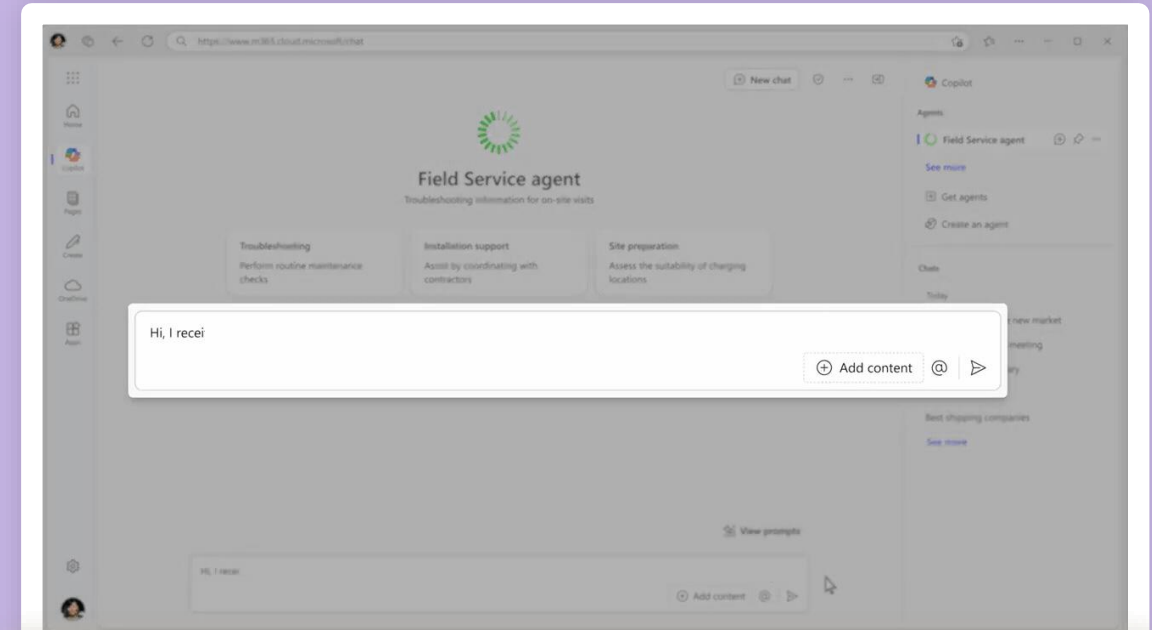 https://www.m365.cloud.microsoft/chat
New chat
Copilot
Home
Agents
Field Service agent
Copilot
See more
Field Service agent
Troubleshooting information for on-site visits
Pages
Get agents
Create an agent
Create
Troubleshooting
Perform routine maintenance
checks
Installation support
Assist by coordinating with
contractors
Site preparation
Assess the suitability of charging
locations
OneDrive
Chats
Today
Apps
new market
meeting
Hi, I recei
Add content
Best shipping companies
See more
View prompts
Hi, I recei
Add content